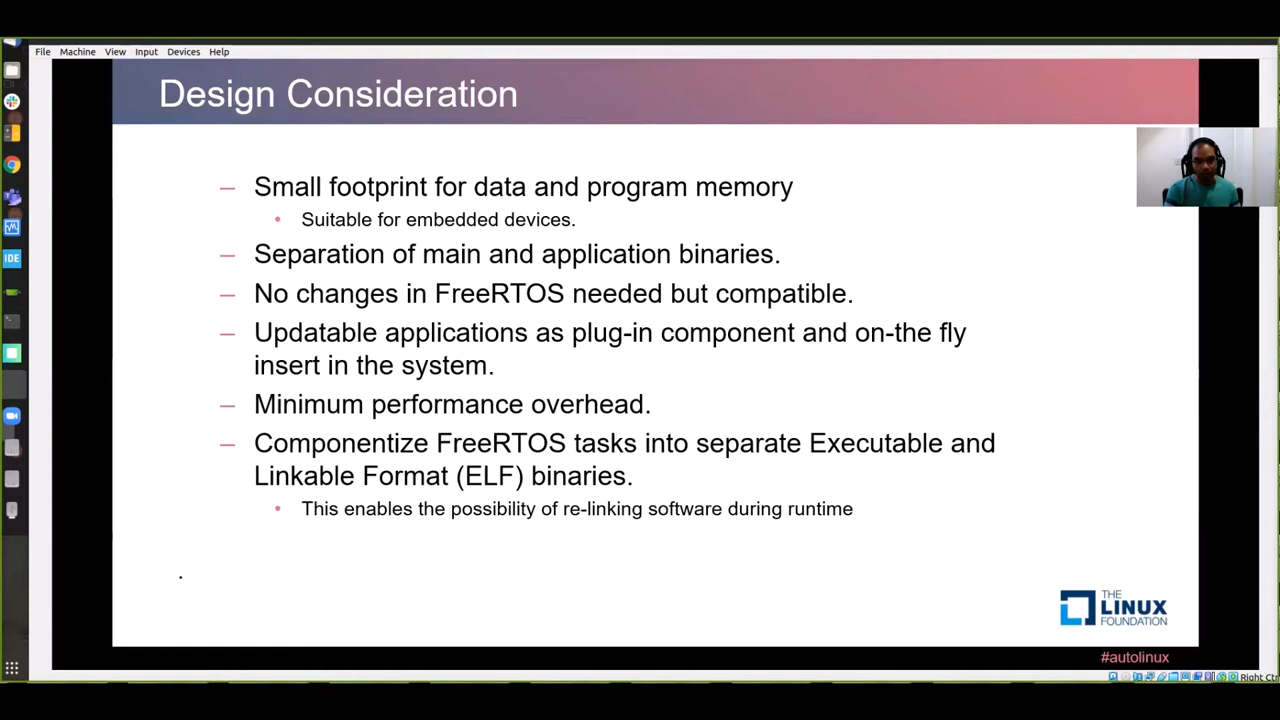 File Machine View Input Devices Help
Design Consideration
– Small footprint for data and program memory
• Suitable for embedded devices.
– Separation of main and application binaries.
– No changes in FreeRTOS needed but compatible.
– Updatable applications as plug-in component and on-the fly
insert in the system.
– Minimum performance overhead.
– Componentize FreeRTOS tasks into separate Executable and
Linkable Format (ELF) binaries.
• This enables the possibility of re-linking software during runtime
.
IDE
THE
LINUX
FOUNDATION
#autolinux
Right Ctr